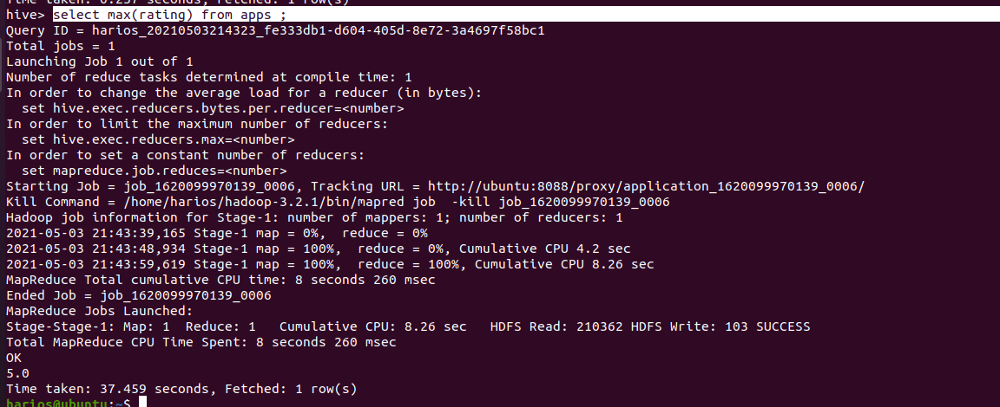 Time taken: 0.257 seconds, Fetched: 1 row(s)
hive> select max(rating) from apps ;
Query ID = harios_20210503214323_fe333db1-d604-405d-8e72-3a4697f58bc1
Total jobs = 1
Launching Job 1 out of 1
Number of reduce tasks determined at compile time: 1
In order to change the average load for a reducer (in bytes):
  set hive.exec.reducers.bytes.per.reducer=<number>
In order to limit the maximum number of reducers:
  set hive.exec.reducers.max=<number>
In order to set a constant number of reducers:
  set mapreduce.job.reduces=<number>
Starting Job = job_1620099970139_0006, Tracking URL = http://ubuntu:8088/proxy/application_1620099970139_0006/
Kill Command = /home/harios/hadoop-3.2.1/bin/mapred job  -kill job_1620099970139_0006
Hadoop job information for Stage-1: number of mappers: 1; number of reducers: 1
2021-05-03 21:43:39,165 Stage-1 map = 0%,  reduce = 0%
2021-05-03 21:43:48,934 Stage-1 map = 100%,  reduce = 0%, Cumulative CPU 4.2 sec
2021-05-03 21:43:59,619 Stage-1 map = 100%,  reduce = 100%, Cumulative CPU 8.26 sec
MapReduce Total cumulative CPU time: 8 seconds 260 msec
Ended Job = job_1620099970139_0006
MapReduce Jobs Launched:
Stage-Stage-1: Map: 1  Reduce: 1   Cumulative CPU: 8.26 sec   HDFS Read: 210362 HDFS Write: 103 SUCCESS
Total MapReduce CPU Time Spent: 8 seconds 260 msec
OK
5.0
Time taken: 37.459 seconds, Fetched: 1 row(s)
harios@ubuntu:~$